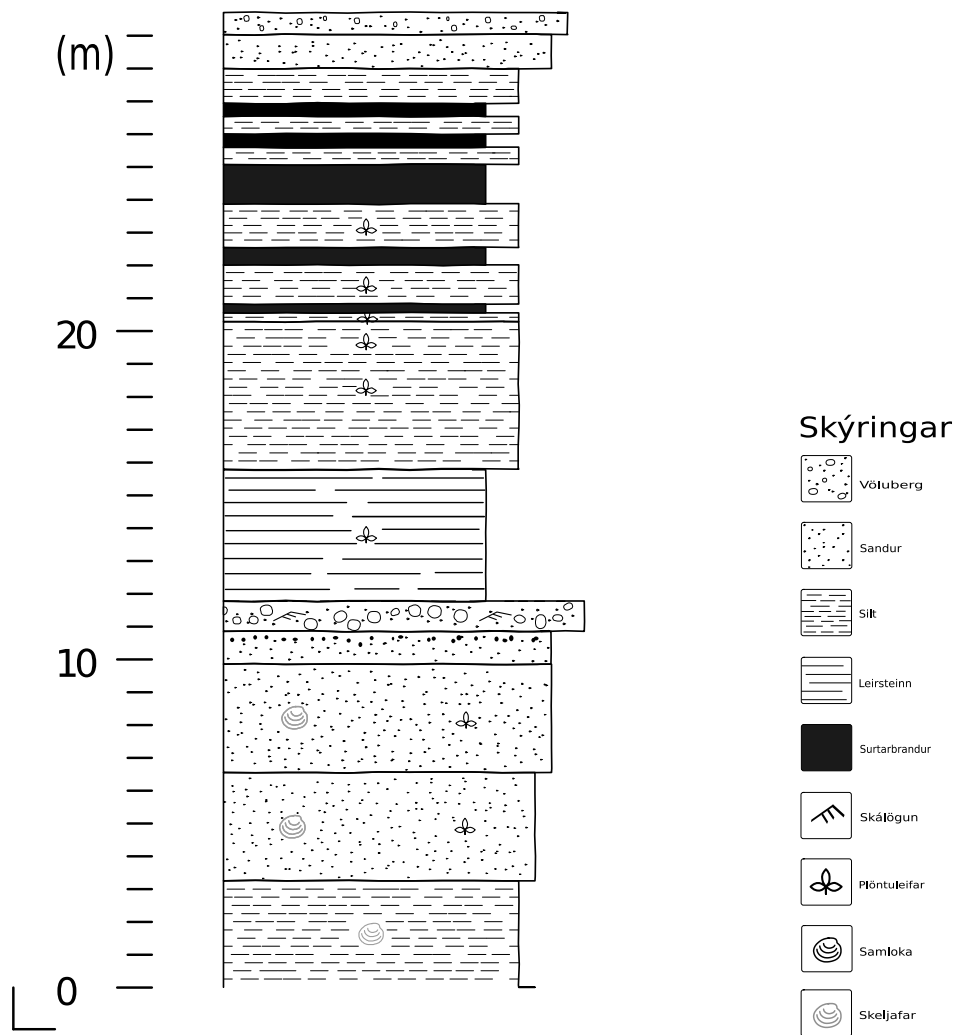 (m)
20
10
0
Skýringar
Völuberg
Sandur
Silt
Leirsteinn
Surtarbrandur
Skálögun
Plöntuleifar
Samloka
Skeljafar